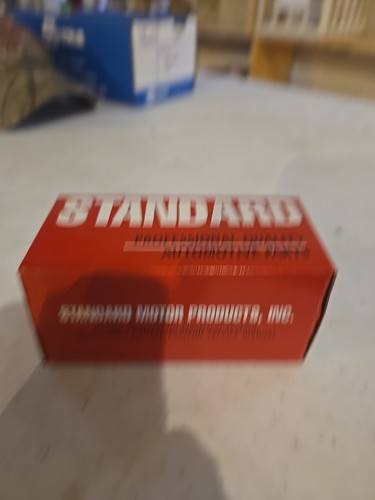 STANDARD
PROFESSIONAL QUALITY
AUTOMOTIVE PARTS
STANDARD MOTOR PRODUCTS, INC.